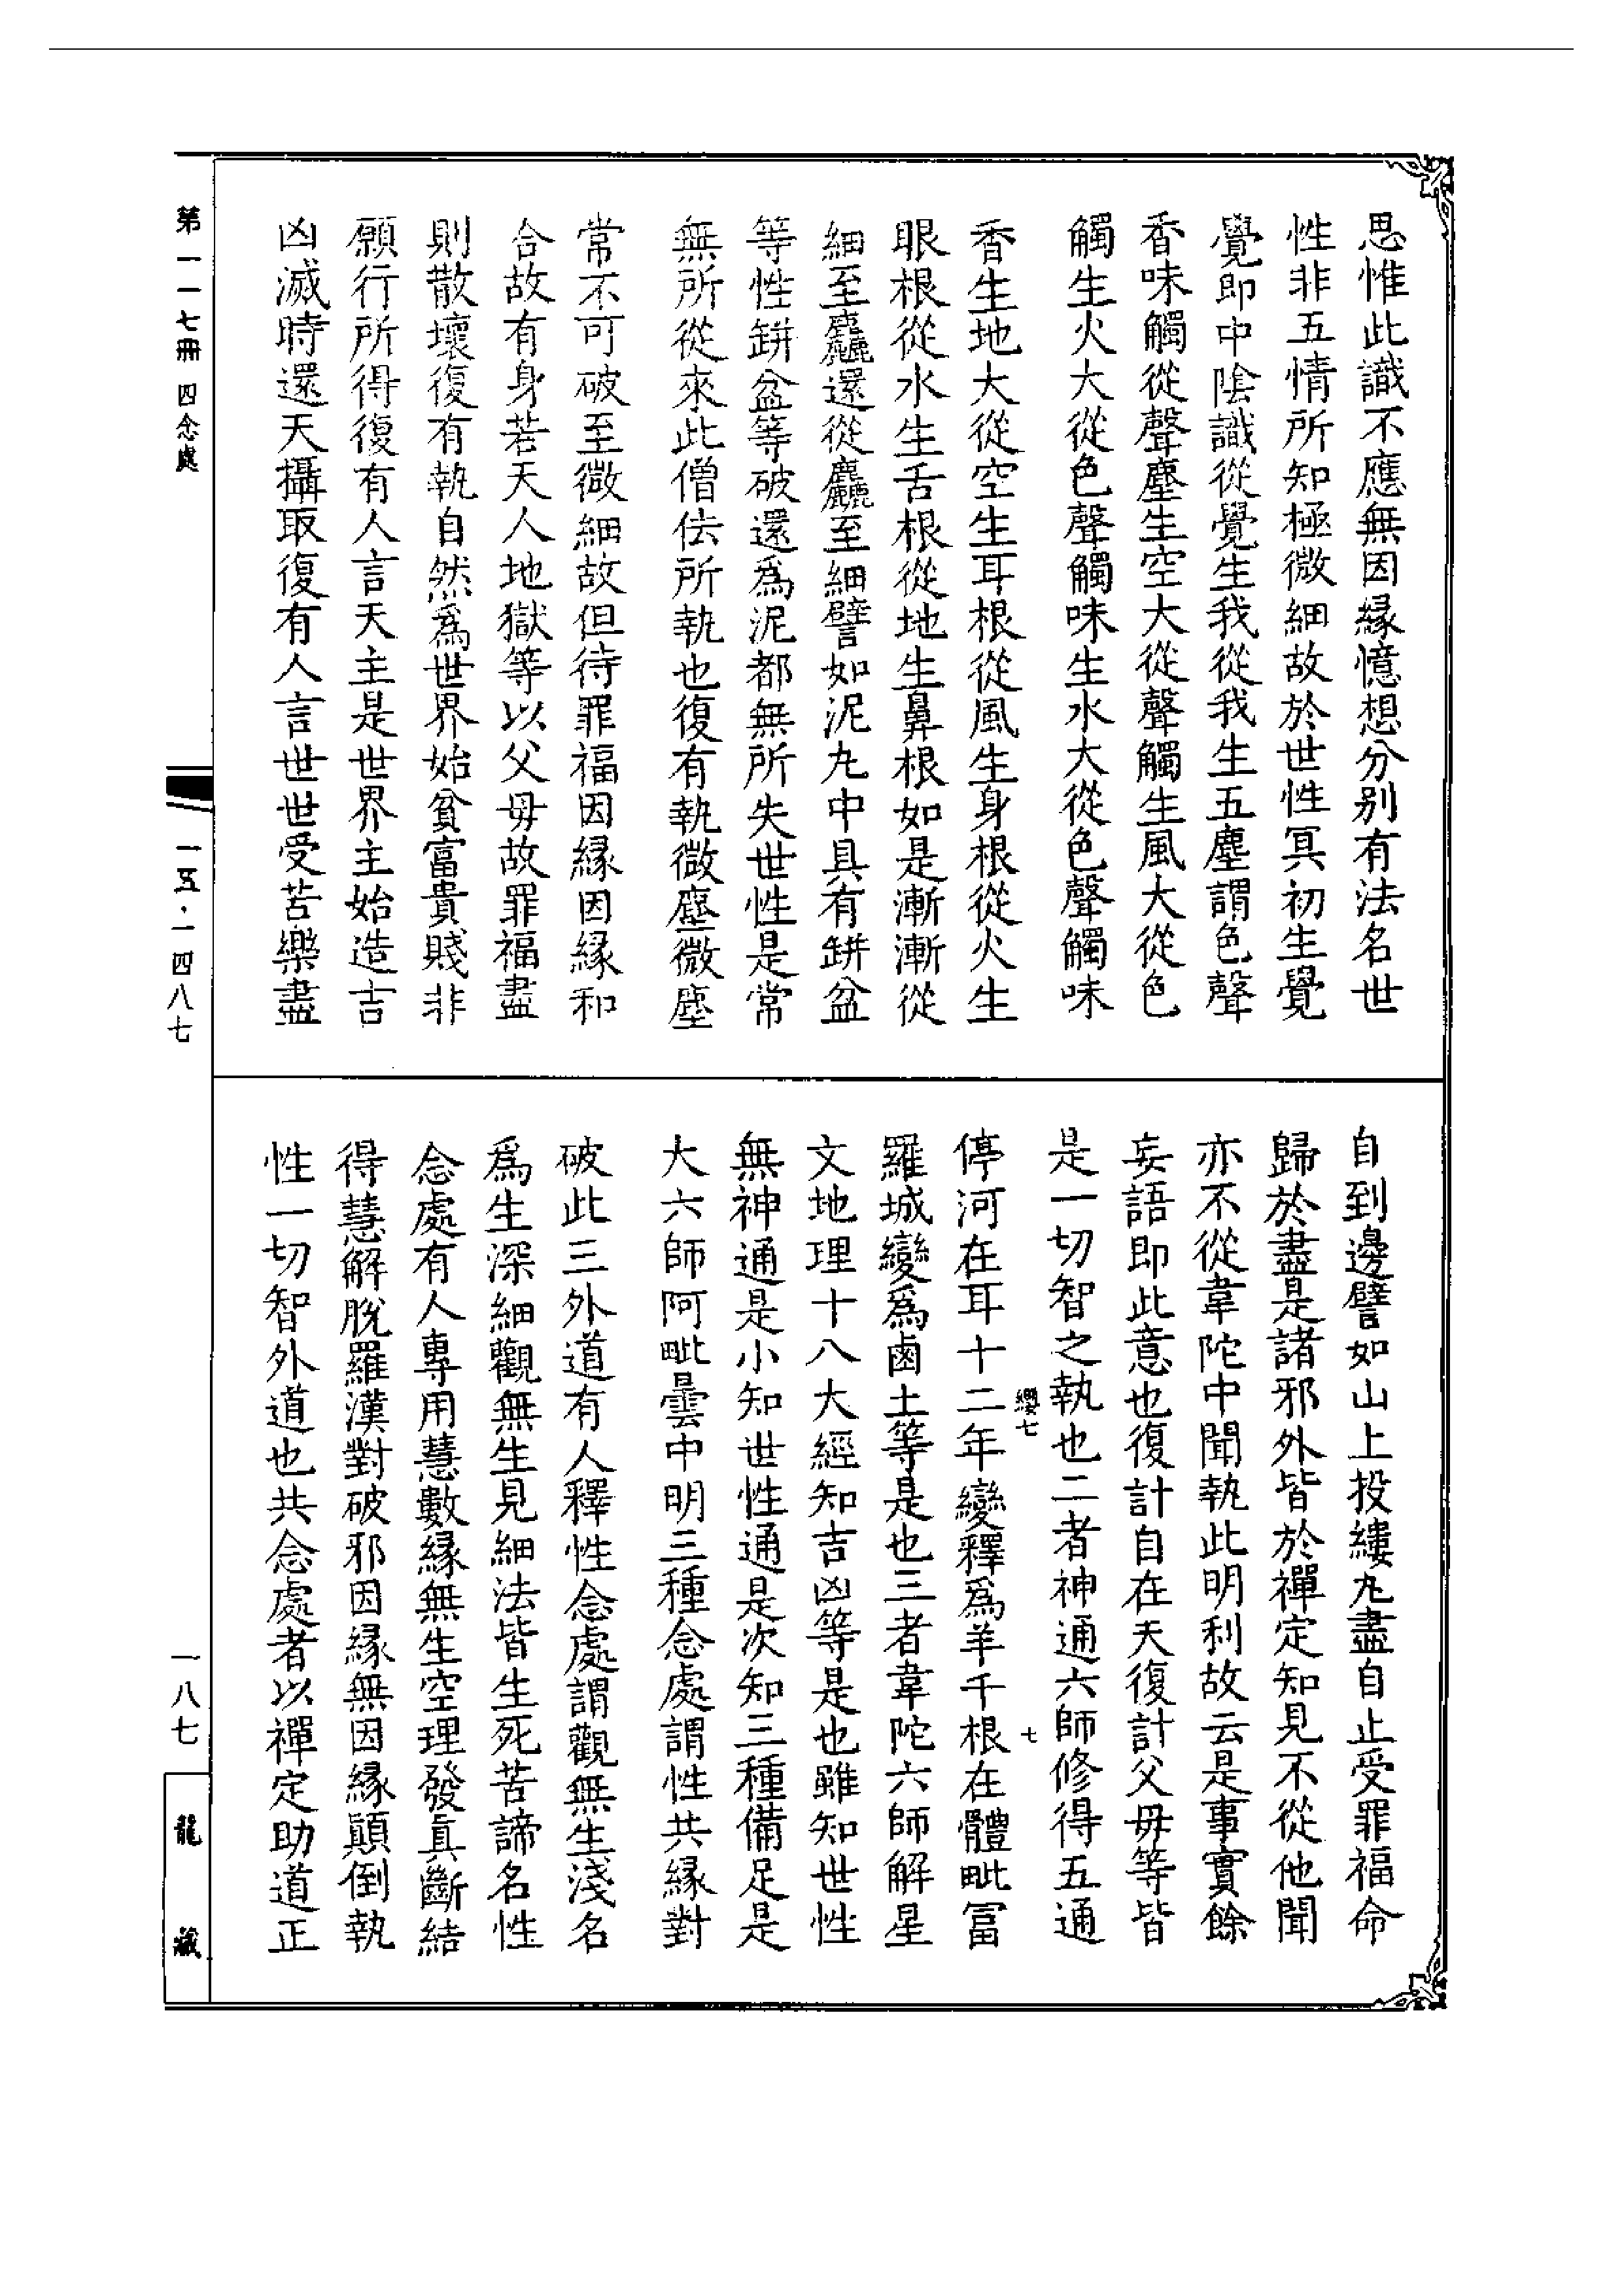 思惟此識不應無因緣憶想分别有法名世
性非五情所知極微細故於世性冥初生覺
覺即中陰識從覺生我從我生五塵謂色聲
香味觸從聲塵生空大從聲觸生風大從色
觸生火大從色聲觸味生水大從色聲觸味
香生地大從空生耳根從風生身根從火生
眼根從水生舌根從地生鼻根如是漸漸從
細至麤還從麤至細譬如泥丸中具有缾盆
等性缾盆等破還爲泥都無所失世性是常
無所從來此僧佉所執也復有執微塵微塵
常不可破至微細故但待罪福因緣因緣和
合故有身若天人地獄等以父母故罪福盡
則散壞復有執自然爲世界始貧富貴賤非
願行所得復有人言天主是世界主始造吉
凶滅時還天攝取復有人言世世受苦樂盡
自到邊譬如山上投縷丸盡自止受罪福命
歸於盡是諸邪外皆於禪定知見不從他聞
亦不從韋陀中聞執此明利故云是事實餘
妄語即此意也復計自在天復計父母等皆
是一切智之執也二者神通六師修得五通
纓七 七
停河在耳十二年變釋爲羊千根在體毗富
羅城變爲鹵土等是也三者韋陀六師解星
文地理十八大經知吉凶等是也雖知世性
無神通是小知世性通是次知三種備足是
大六師阿毗曇中明三種念處謂性共緣對
破此三外道有人釋性念處謂觀無生淺名
爲生深細觀無生見細法皆生死苦諦名性
念處有人專用慧數緣無生空理發真斷結
得慧解脫羅漢對破邪因緣無因緣顛倒執
性一切智外道也共念處者以禪定助道正
第一一七冊 四念處
一五·一四八七
一八七
龍藏